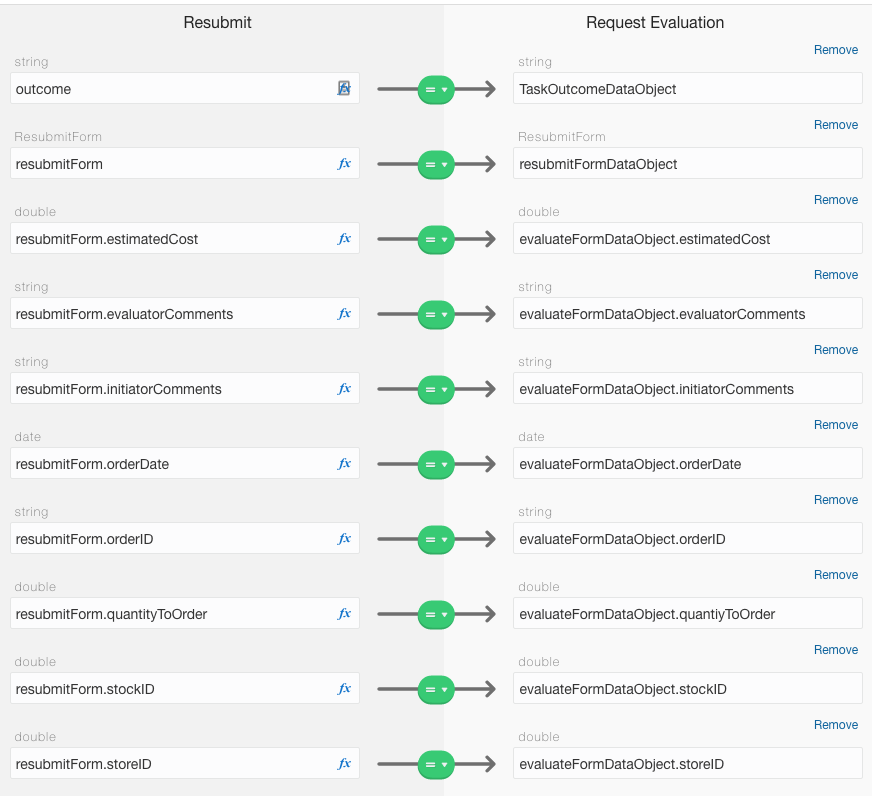 Resubmit Request Evaluation
Remove
string string
outcome fx TaskOutcomeDataObject
Remove
ResubmitForm ResubmitForm
resubmitForm fx resubmitFormDataObject
Remove
double double
resubmitForm.estimatedCost fx evaluateFormDataObject.estimatedCost
Remove
string string
resubmitForm.evaluatorComments fx evaluateFormDataObject.evaluatorComments
Remove
string string
resubmitForm.initiatorComments fx evaluateFormDataObject.initiatorComments
Remove
date date
resubmitForm.orderDate fx evaluateFormDataObject.orderDate
Remove
string string
resubmitForm.orderID fx evaluateFormDataObject.orderID
Remove
double double
resubmitForm.quantityToOrder fx evaluateFormDataObject.quantiyToOrder
Remove
double double
resubmitForm.stockID fx evaluateFormDataObject.stockID
Remove
double double
resubmitForm.storeID fx evaluateFormDataObject.storeID